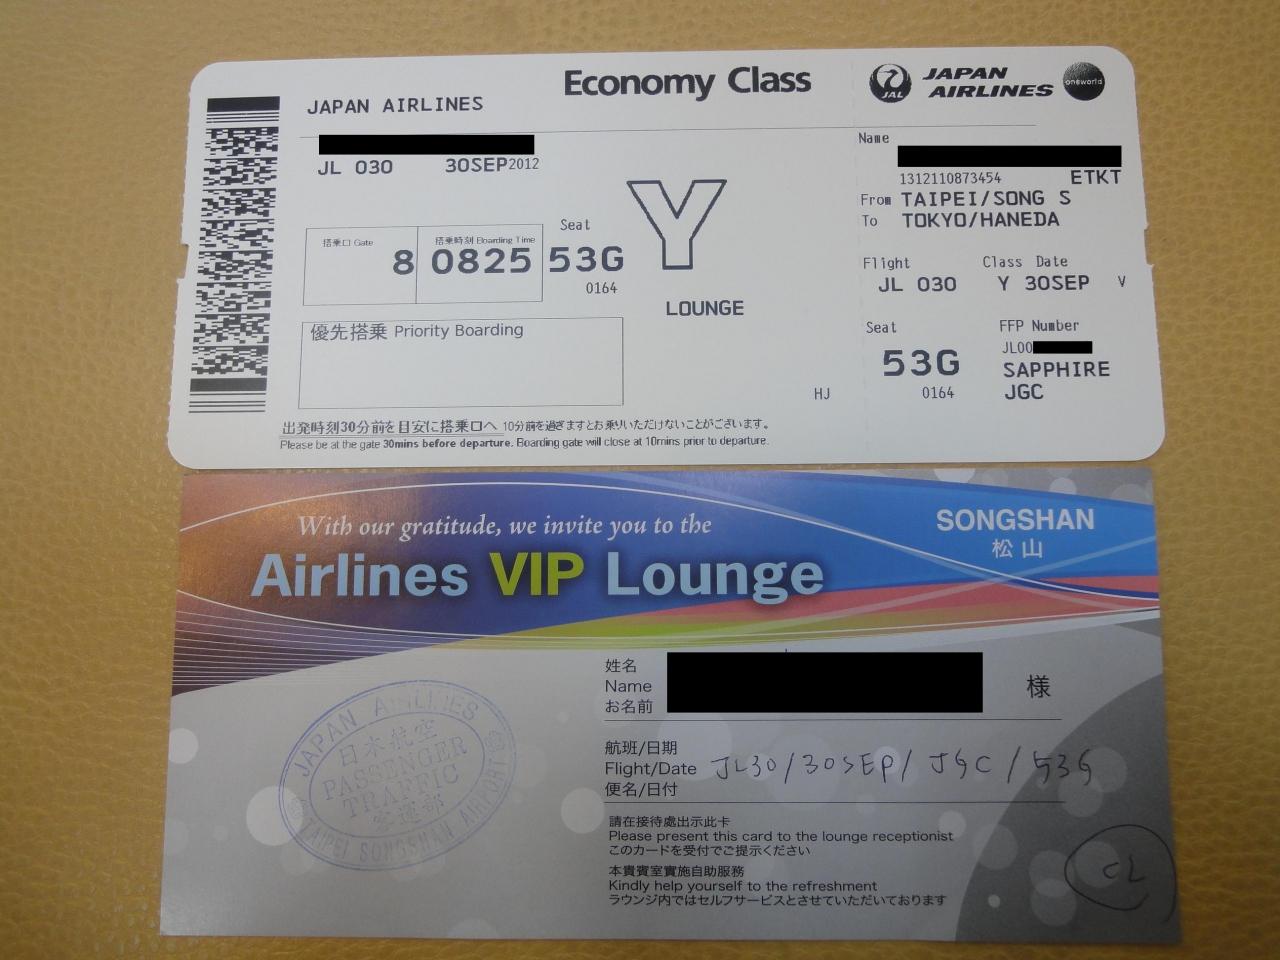 Economy Class
JAPAN AIRLINES
JL 030 30SEP2012
搭乗口 Gate 8
搭乗時刻 Boarding Time 0825
Seat 53G
0164
Y
LOUNGE
優先搭乗 Priority Boarding
HJ
出発時刻30分前を目安に搭乗口へ 10分前を過ぎますとお乗りいただけないことがございます。
Please be at the gate 30mins before departure. Boarding gate will close at 10mins prior to departure.
JAL JAPAN AIRLINES oneworld
Name
1312110873454 ETKT
From TAIPEI/SONG S
To TOKYO/HANEDA
Flight Class Date
JL 030 Y 30SEP V
Seat FFP Number
JL00
53G SAPPHIRE
0164 JGC
With our gratitude, we invite you to the
Airlines VIP Lounge
SONGSHAN
松山
姓名
Name 様
お名前
航班/日期
Flight/Date JL30/30SEP/JGC/53G
便名/日付
請在接待處出示此卡
Please present this card to the lounge receptionist
このカードを受付でご提示ください
本貴賓室實施自助服務
Kindly help yourself to the refreshment
ラウンジ内ではセルフサービスとさせていただいております
CL
JAPAN AIRLINES
日本航空
PASSENGER
TRAFFIC
客運部
TAIPEI SONGSHAN AIRPORT